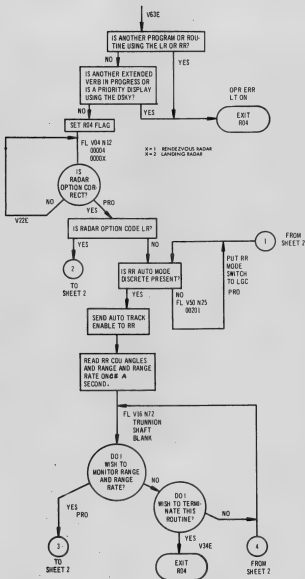 V63E
IS ANOTHER PROGRAM OR ROU-
TINE USING THE LR OR RR?
NO
YES
IS ANOTHER EXTENDED
VERB IN PROGRESS OR
IS A PRIORITY DISPLAY
USING THE DSKY?
NO
YES
OPR ERR
LT ON
SET R04 FLAG
EXIT
R04
FL V04 N12
00004
0000X
X = 1 RENDEZVOUS RADAR
X = 2 LANDING RADAR
IS
RADAR
OPTION COR-
RECT?
NO
YES
PRO
V22E
IS RADAR OPTION CODE LR?
YES
NO
1
FROM
SHEET 2
2
TO
SHEET 2
IS RR AUTO MODE
DISCRETE PRESENT?
PUT RR
MODE
SWITCH
TO LGC
PRO
YES
NO
FL V50 N25
00201
SEND AUTO TRACK
ENABLE TO RR
READ RR CDU ANGLES
AND RANGE AND RANGE
RATE ONCE A
SECOND.
FL V16 N72
TRUNNION
SHAFT
BLANK
DO I
WISH TO
MONITOR RANGE
AND RANGE
RATE?
NO
YES
PRO
DO I
WISH TO TERMI-
NATE THIS
ROUTINE?
NO
YES
V34E
3
TO
SHEET 2
4
FROM
SHEET 2
EXIT
R04